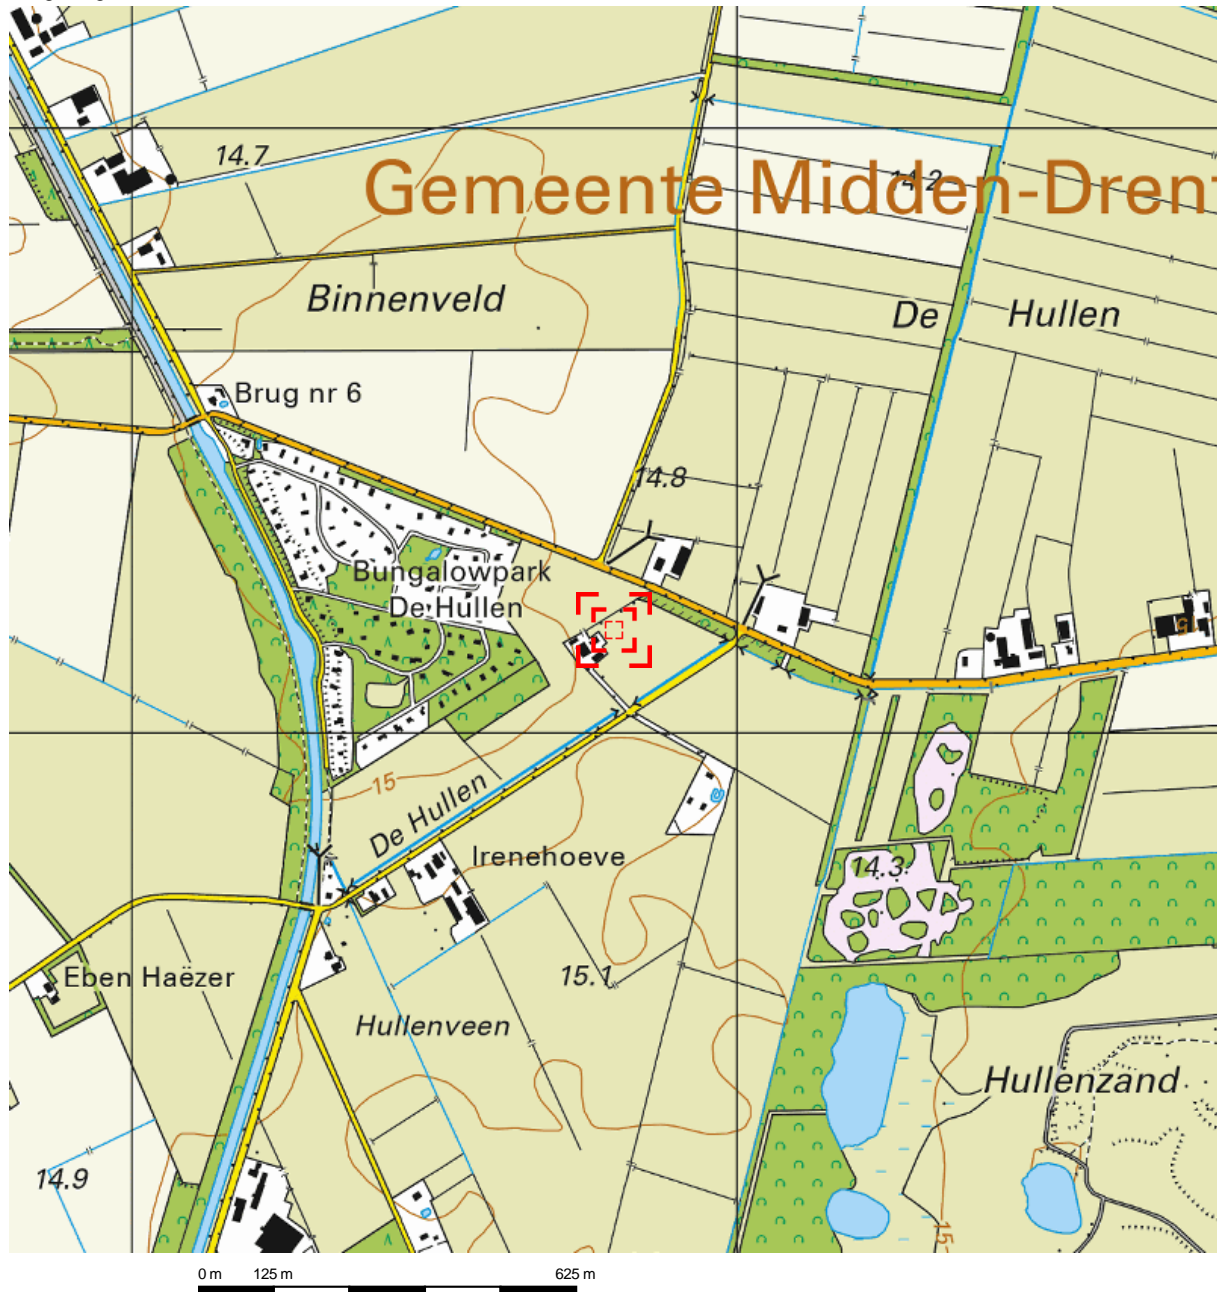 14.7
Gemeente Midden-Drent
14.2
Binnenveld
De Hullen
Brug nr 6
14.8
Bungalowpark
De Hullen
15
15
De Hullen
Irenehoeve
14.3
Eben Haëzer
15.1
Hullenveen
Hullenzand
14.9
15
0 m 125 m 625 m